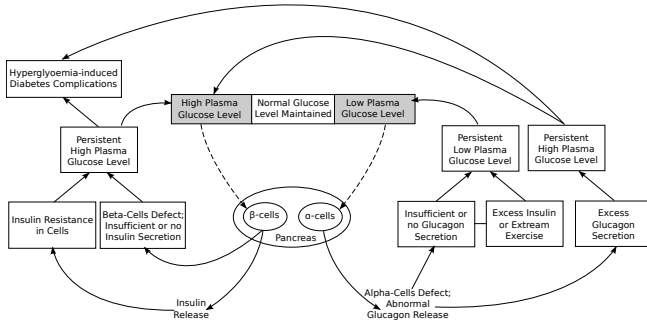 Hyperglyoemia-induced
Diabetes Complications
High Plasma
Glucose Level
Normal Glucose
Level Maintained
Low Plasma
Glucose Level
Persistent
High Plasma
Glucose Level
Persistent
Low Plasma
Glucose Level
Persistent
High Plasma
Glucose Level
Insulin Resistance
in Cells
Beta-Cells Defect;
Insufficient or no
Insulin Secretion
β-cells
α-cells
Pancreas
Insufficient or
no Glucagon
Secretion
Excess Insulin
or Extream
Exercise
Excess
Glucagon
Secretion
Insulin
Release
Alpha-Cells Defect;
Abnormal
Glucagon Release